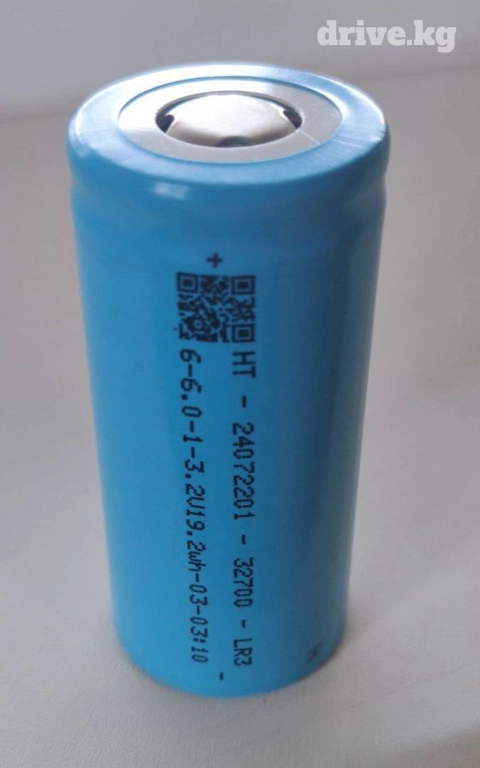 drive.kg
+
HT - 24072201 - 32700 - LR3
6-6.0-1-3.2V19.2wh-03-03:10
-